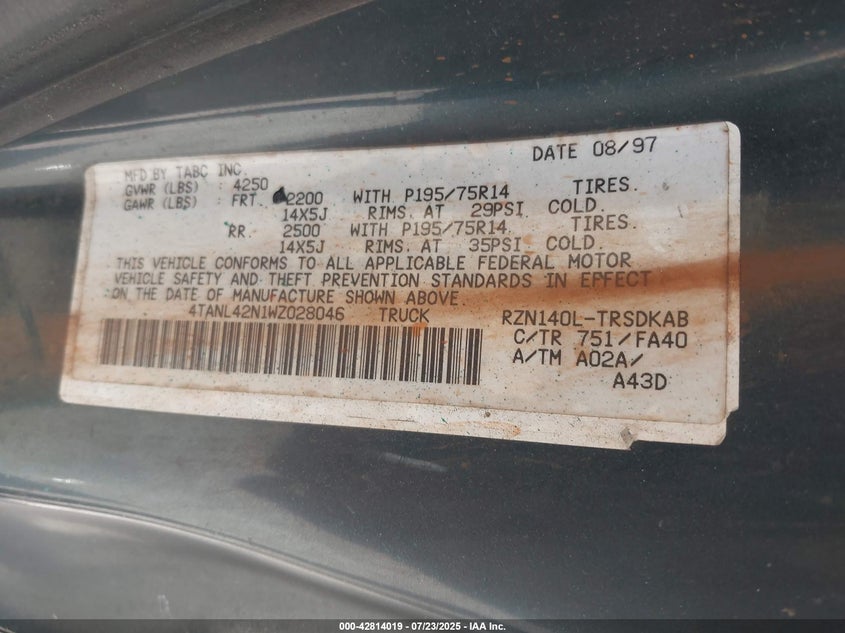 DATE 08/97
MFD BY TABC INC.
GVWR (LBS) : 4250
GAWR (LBS) : FRT. 2200 WITH P195/75R14 TIRES.
14X5J RIMS. AT 29PSI COLD.
RR. 2500 WITH P195/75R14 TIRES.
14X5J RIMS. AT 35PSI COLD.
THIS VEHICLE CONFORMS TO ALL APPLICABLE FEDERAL MOTOR
VEHICLE SAFETY AND THEFT PREVENTION STANDARDS IN EFFECT
ON THE DATE OF MANUFACTURE SHOWN ABOVE.
4TANL42N1WZ028046 TRUCK RZN140L-TRSDKAB
C/TR 751/FA40
A/TM A02A/
A43D
000-42814019 - 07/23/2025 - IAA Inc.